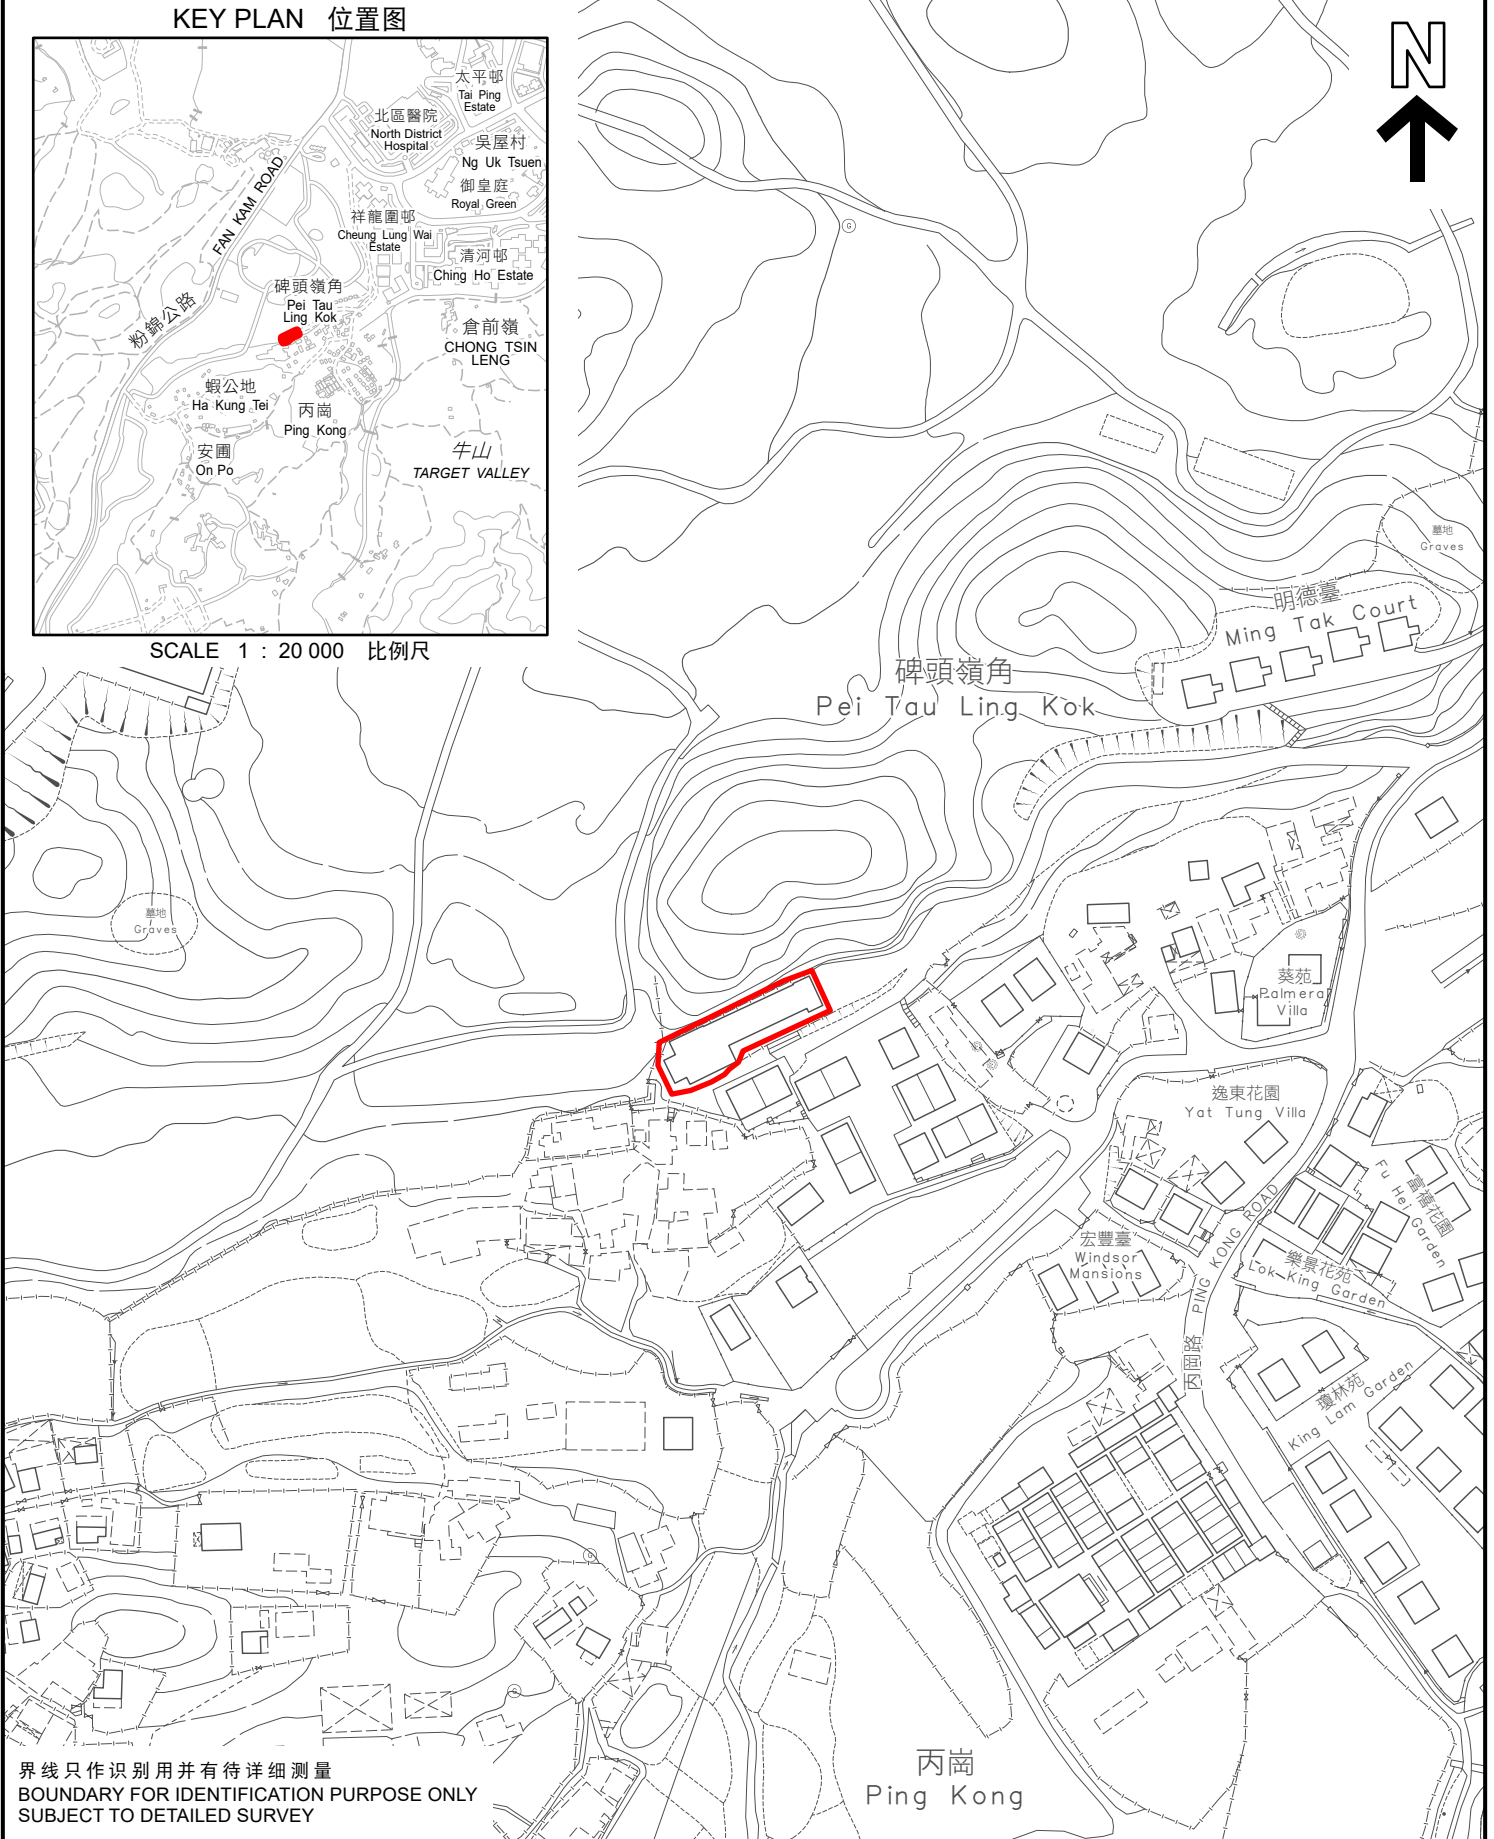 KEY PLAN 位置图
太平邨
Tai Ping
Estate
北區醫院
North District
Hospital
吳屋村
Ng Uk Tsuen
御皇庭
Royal Green
FAN KAM ROAD
粉錦公路
祥龍圍邨
Cheung Lung Wai
Estate
清河邨
Ching Ho Estate
碑頭嶺角
Pei Tau
Ling Kok
倉前嶺
CHONG TSIN
LENG
蝦公地
Ha Kung Tei
丙崗
Ping Kong
安圃
On Po
牛山
TARGET VALLEY
SCALE 1 : 20 000 比例尺
N
G
墓地
Graves
明德臺
Ming Tak Court
碑頭嶺角
Pei Tau Ling Kok
墓地
Graves
葵苑
Palmera
Villa
逸東花園
Yat Tung Villa
富禧花園
Fu Hei Garden
宏豐臺
Windsor
Mansions
樂景花苑
Lok King Garden
丙崗路 PING KONG ROAD
瓊林苑
King Lam Garden
丙崗
Ping Kong
界线只作识别用并有待详细测量
BOUNDARY FOR IDENTIFICATION PURPOSE ONLY
SUBJECT TO DETAILED SURVEY